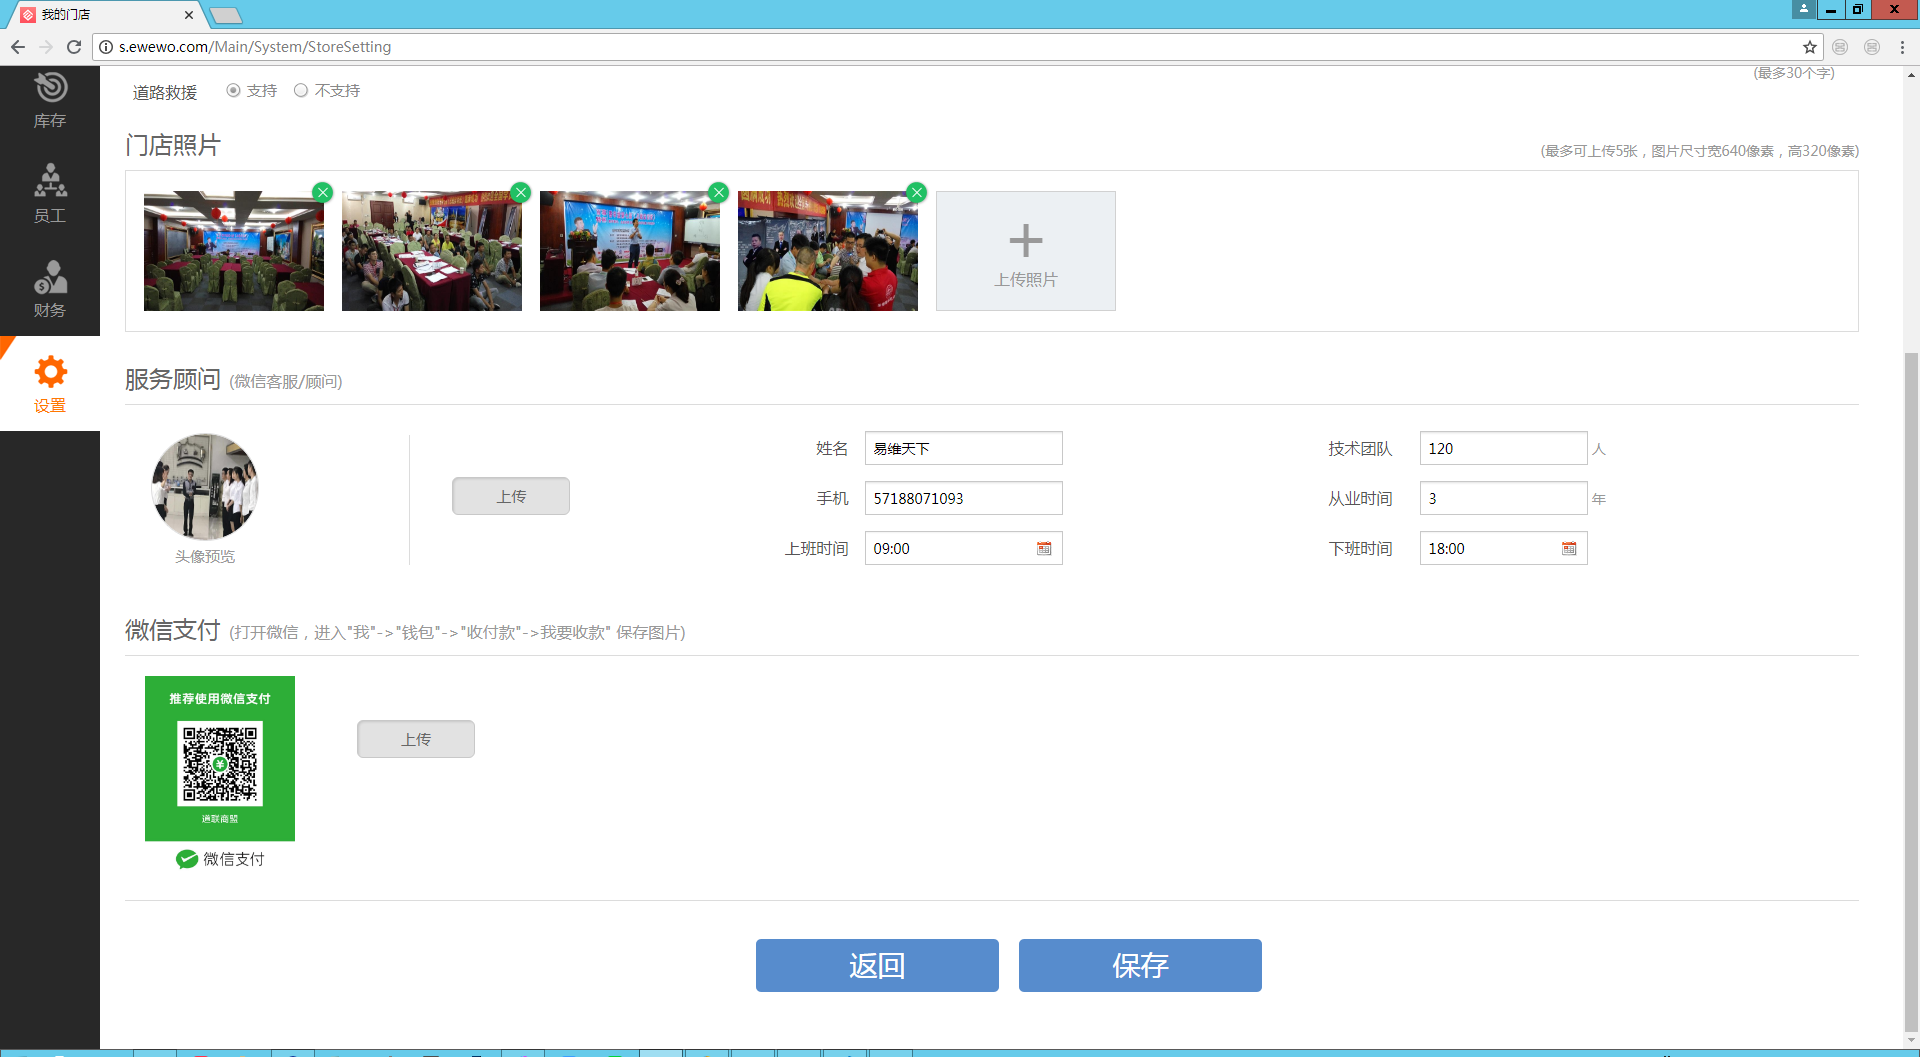 我的门店
s.ewewo.com/Main/System/StoreSetting
(最多30个字)
道路救援 支持 不支持
库存
员工
财务
设置
门店照片
(最多可上传5张，图片尺寸宽640像素，高320像素)
上传照片
服务顾问 (微信客服/顾问)
头像预览
上传
姓名 易维天下 技术团队 120 人
手机 57188071093 从业时间 3 年
上班时间 09:00 下班时间 18:00
微信支付 (打开微信，进入"我"->"钱包"->"收付款"->我要收款" 保存图片)
推荐使用微信支付
道联商盟
微信支付
上传
返回 保存